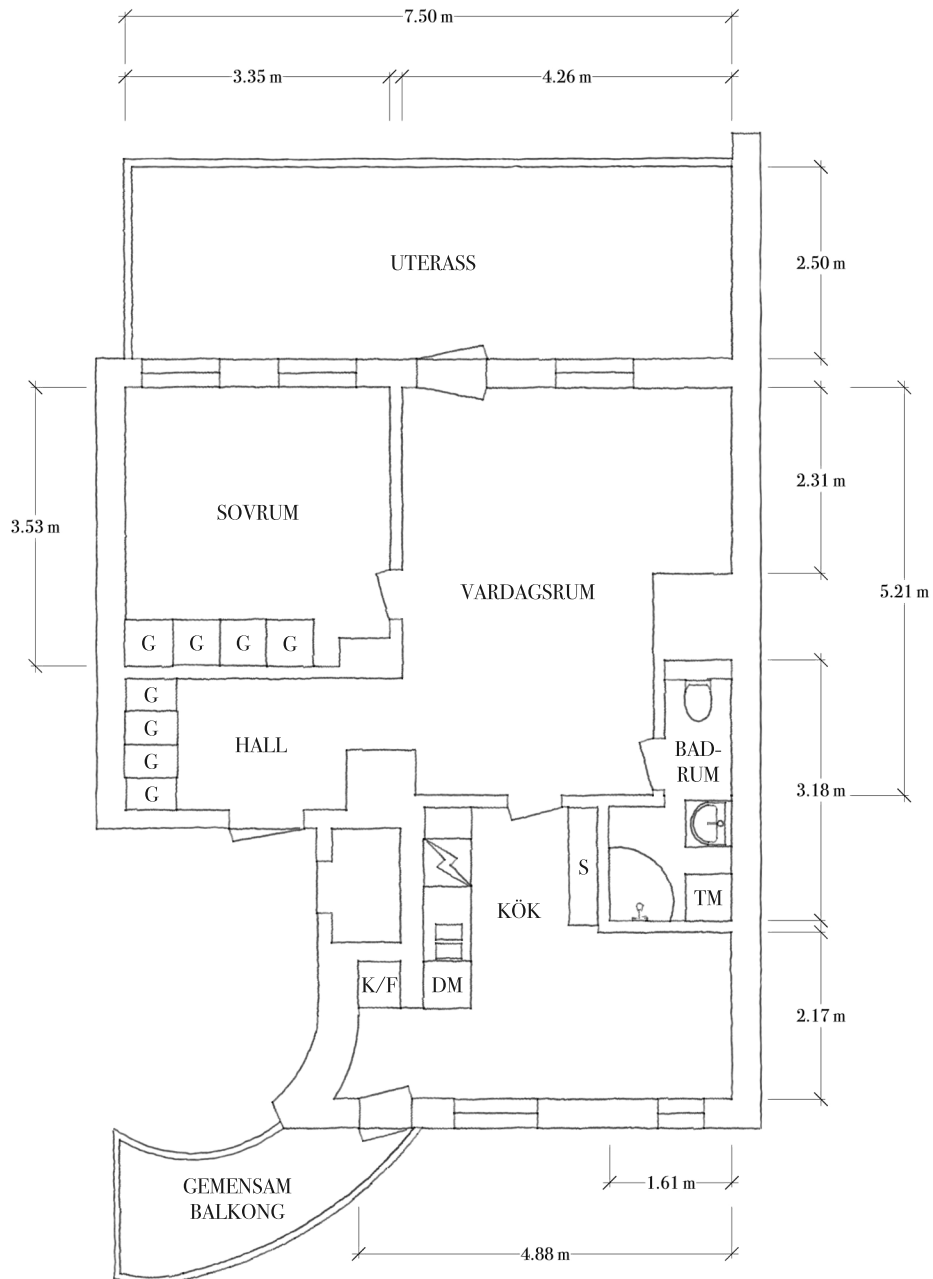 7.50 m
3.35 m
4.26 m
2.50 m
UTERASS
2.31 m
5.21 m
3.53 m
SOVRUM
VARDAGSRUM
G
G
G
G
G
G
G
G
HALL
BAD-
RUM
3.18 m
S
TM
KÖK
K/F
DM
2.17 m
1.61 m
GEMENSAM
BALKONG
4.88 m